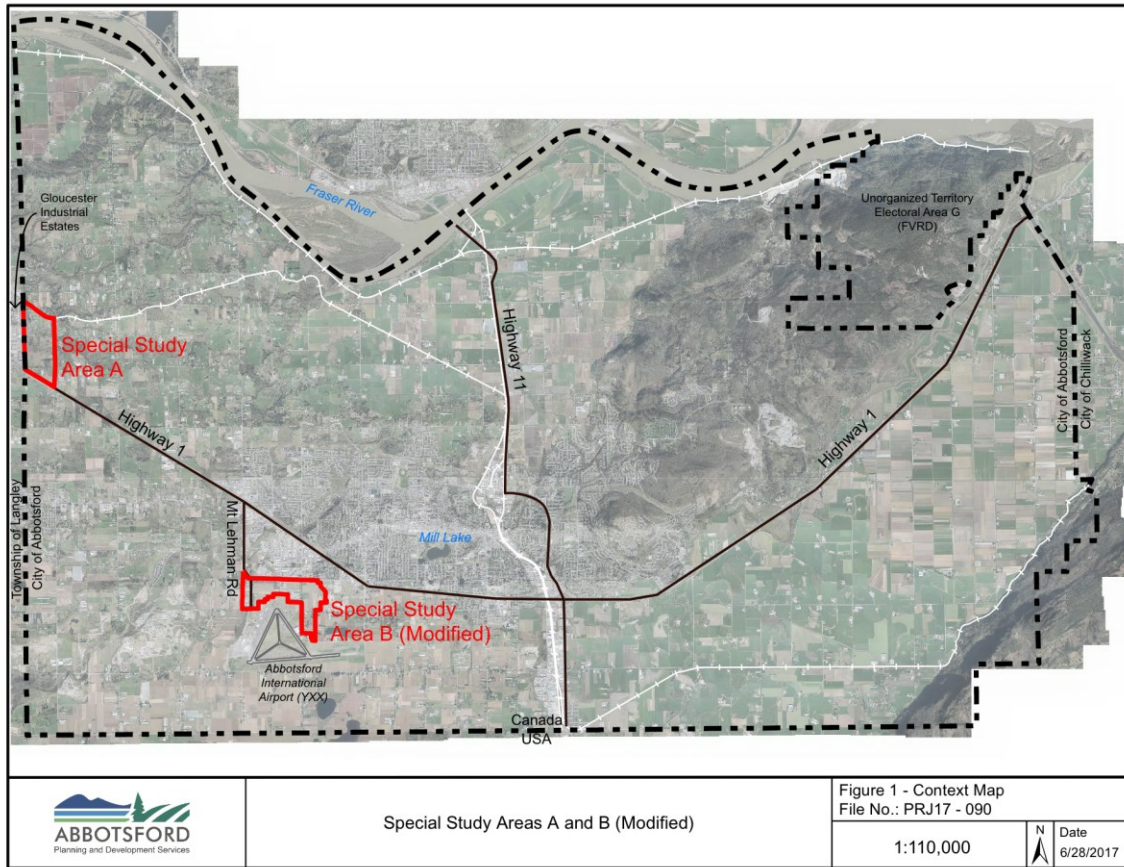 Fraser River
Gloucester
Industrial
Estates
Unorganized Territory
Electoral Area G
(FVRD)
Special Study
Area A
Highway 11
Highway 1
Highway 1
City of Abbotsford
City of Chilliwack
Township of Langley
City of Abbotsford
Mt Lehman Rd
Mill Lake
Special Study
Area B (Modified)
Abbotsford
International
Airport (YXX)
Canada
USA
ABBOTSFORD
Planning and Development Services
Special Study Areas A and B (Modified)
Figure 1 - Context Map
File No.: PRJ17 - 090
1:110,000
N
Date
6/28/2017